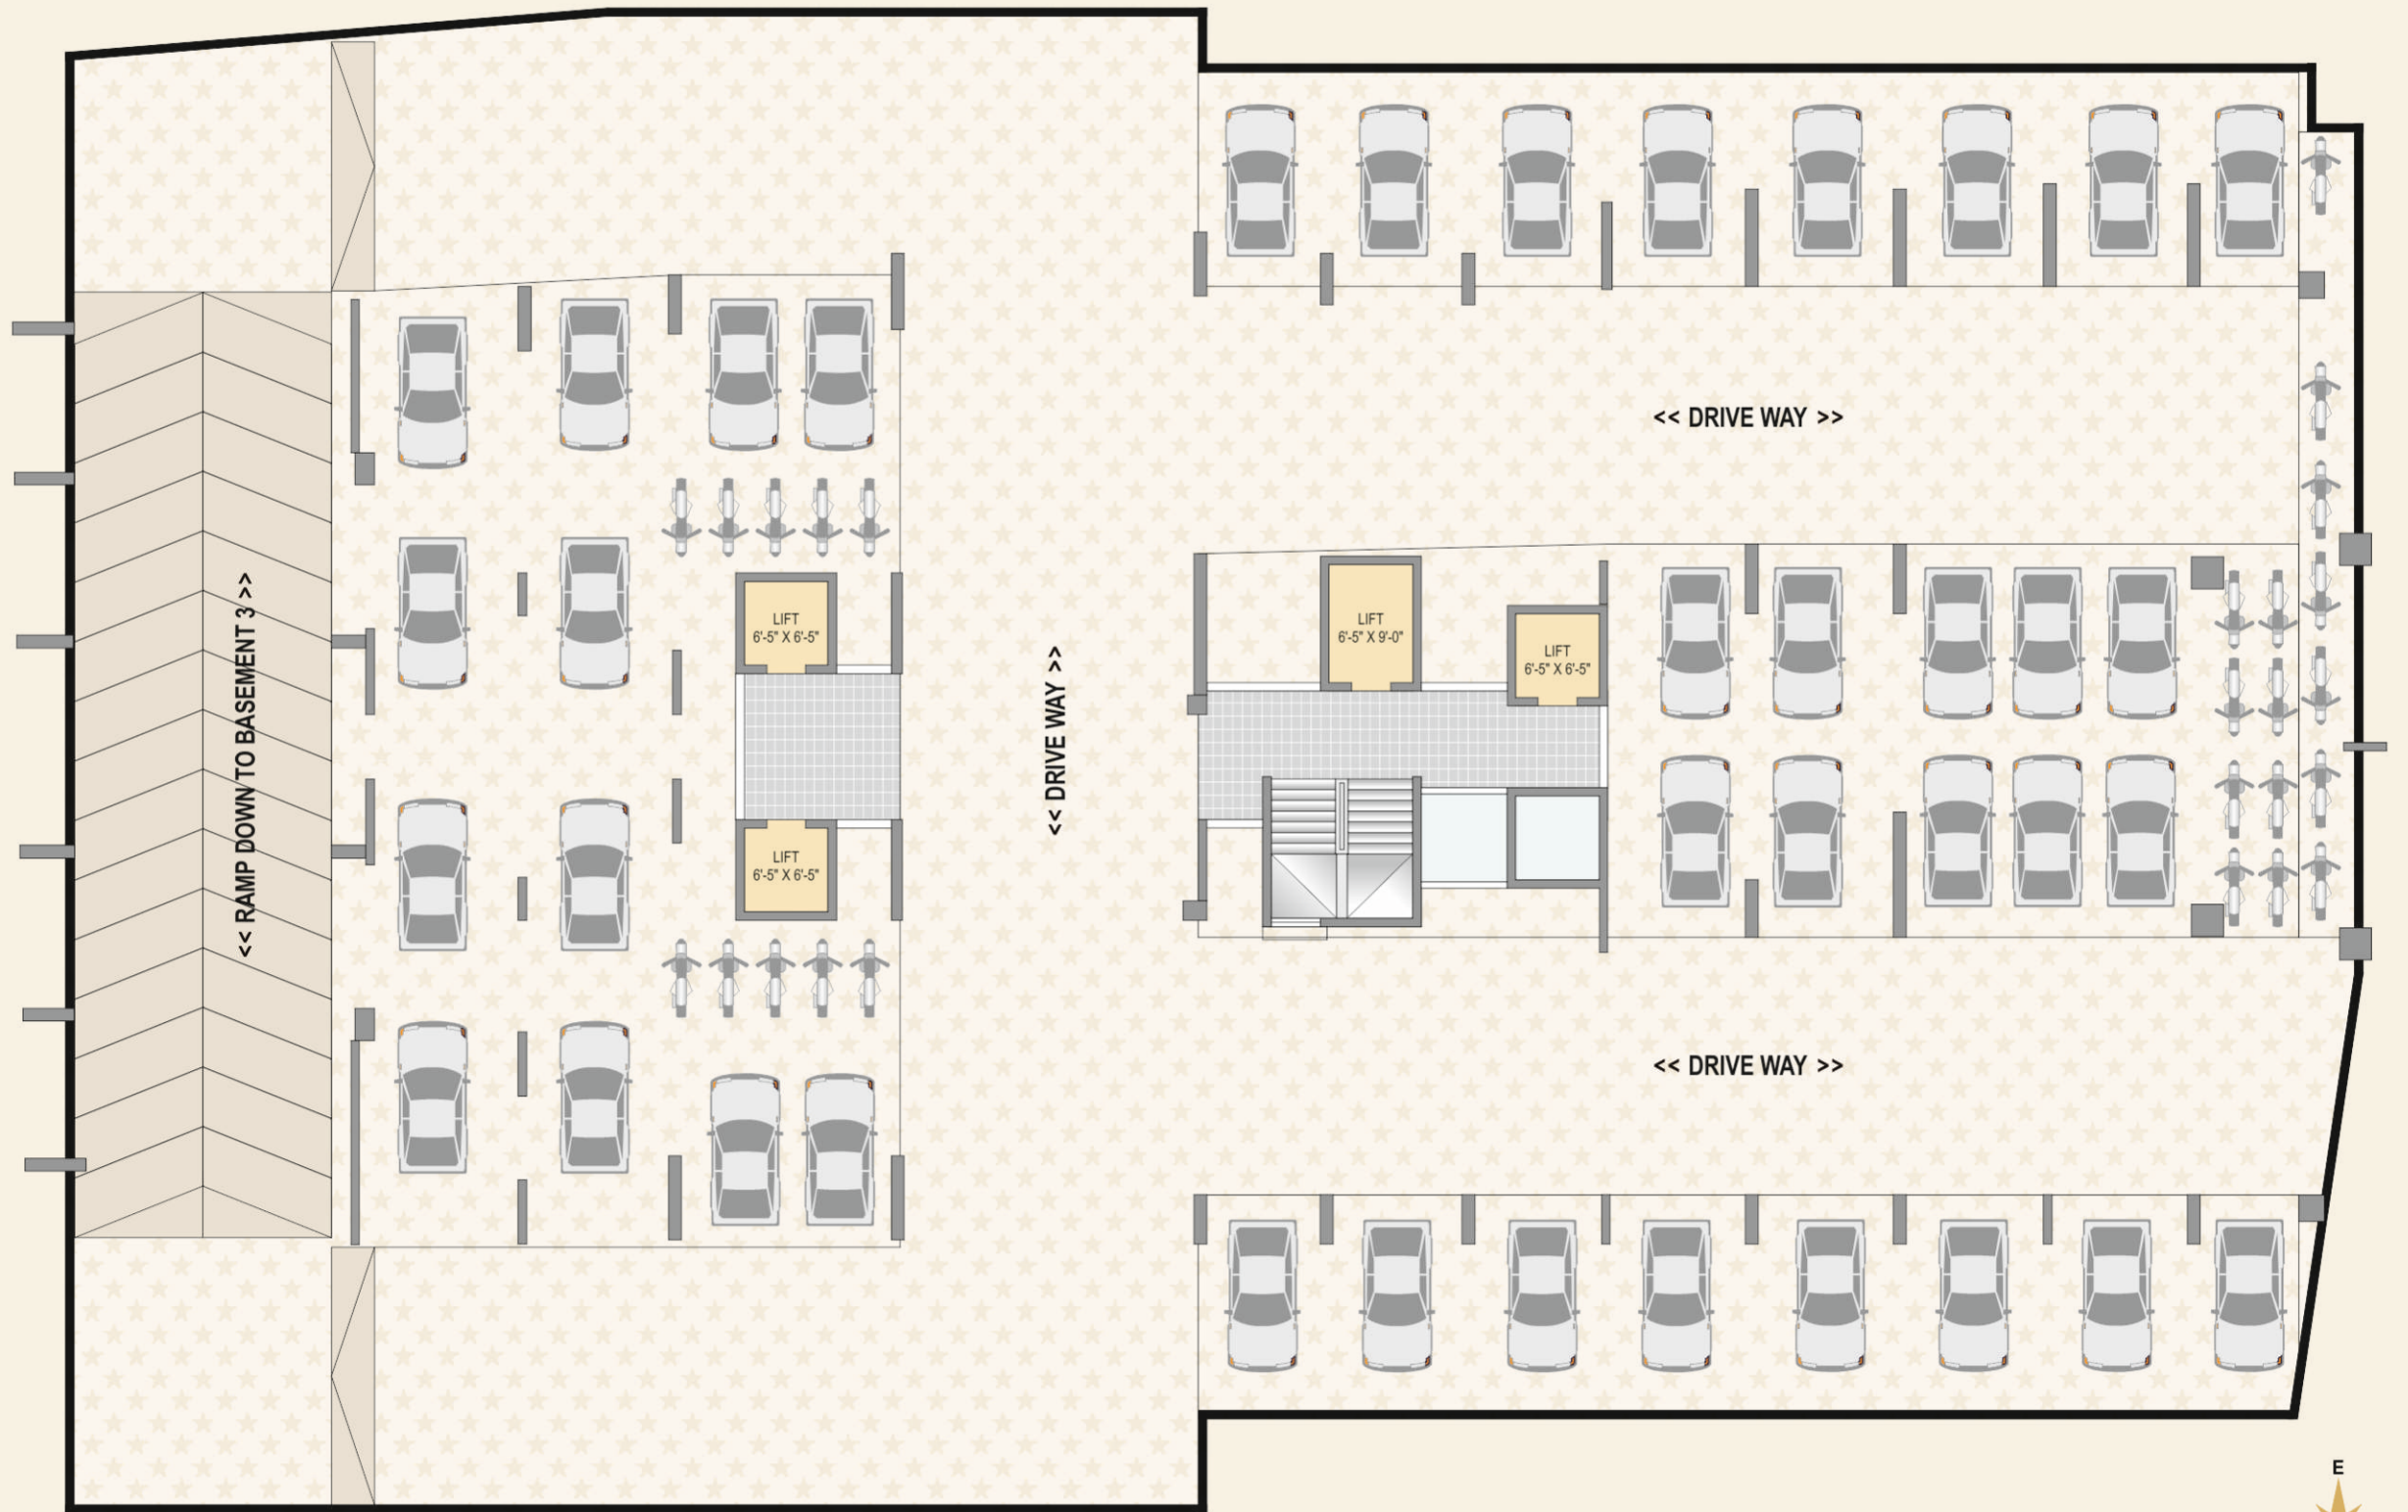 << DRIVE WAY >>
<< RAMP DOWN TO BASEMENT 3 >>
LIFT
6'-5" X 6'-5"
<< DRIVE WAY >>
LIFT
6'-5" X 9'-0"
LIFT
6'-5" X 6'-5"
LIFT
6'-5" X 6'-5"
<< DRIVE WAY >>
E